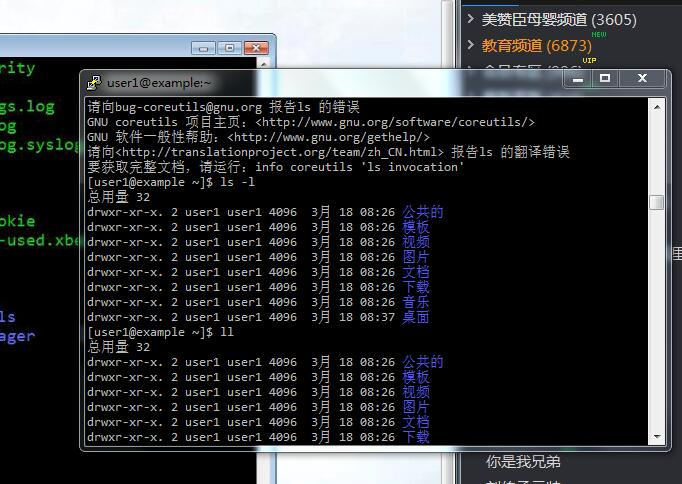 美赞臣母婴频道 (3605)
NEW
教育频道 (6873)
VIP
rity
gs.log
og
og.syslog
okie
-used.xbe
ls
ager
user1@example:~
请向bug-coreutils@gnu.org 报告ls 的错误
GNU coreutils 项目主页：<http://www.gnu.org/software/coreutils/>
GNU 软件一般性帮助：<http://www.gnu.org/gethelp/>
请向<http://translationproject.org/team/zh_CN.html> 报告ls 的翻译错误
要获取完整文档，请运行：info coreutils 'ls invocation'
[user1@example ~]$ ls -l
总用量 32
drwxr-xr-x. 2 user1 user1 4096  3月 18 08:26 公共的
drwxr-xr-x. 2 user1 user1 4096  3月 18 08:26 模板
drwxr-xr-x. 2 user1 user1 4096  3月 18 08:26 视频
drwxr-xr-x. 2 user1 user1 4096  3月 18 08:26 图片
drwxr-xr-x. 2 user1 user1 4096  3月 18 08:26 文档
drwxr-xr-x. 2 user1 user1 4096  3月 18 08:26 下载
drwxr-xr-x. 2 user1 user1 4096  3月 18 08:26 音乐
drwxr-xr-x. 2 user1 user1 4096  3月 18 08:37 桌面
[user1@example ~]$ ll
总用量 32
drwxr-xr-x. 2 user1 user1 4096  3月 18 08:26 公共的
drwxr-xr-x. 2 user1 user1 4096  3月 18 08:26 模板
drwxr-xr-x. 2 user1 user1 4096  3月 18 08:26 视频
drwxr-xr-x. 2 user1 user1 4096  3月 18 08:26 图片
drwxr-xr-x. 2 user1 user1 4096  3月 18 08:26 文档
drwxr-xr-x. 2 user1 user1 4096  3月 18 08:26 下载
你是我兄弟